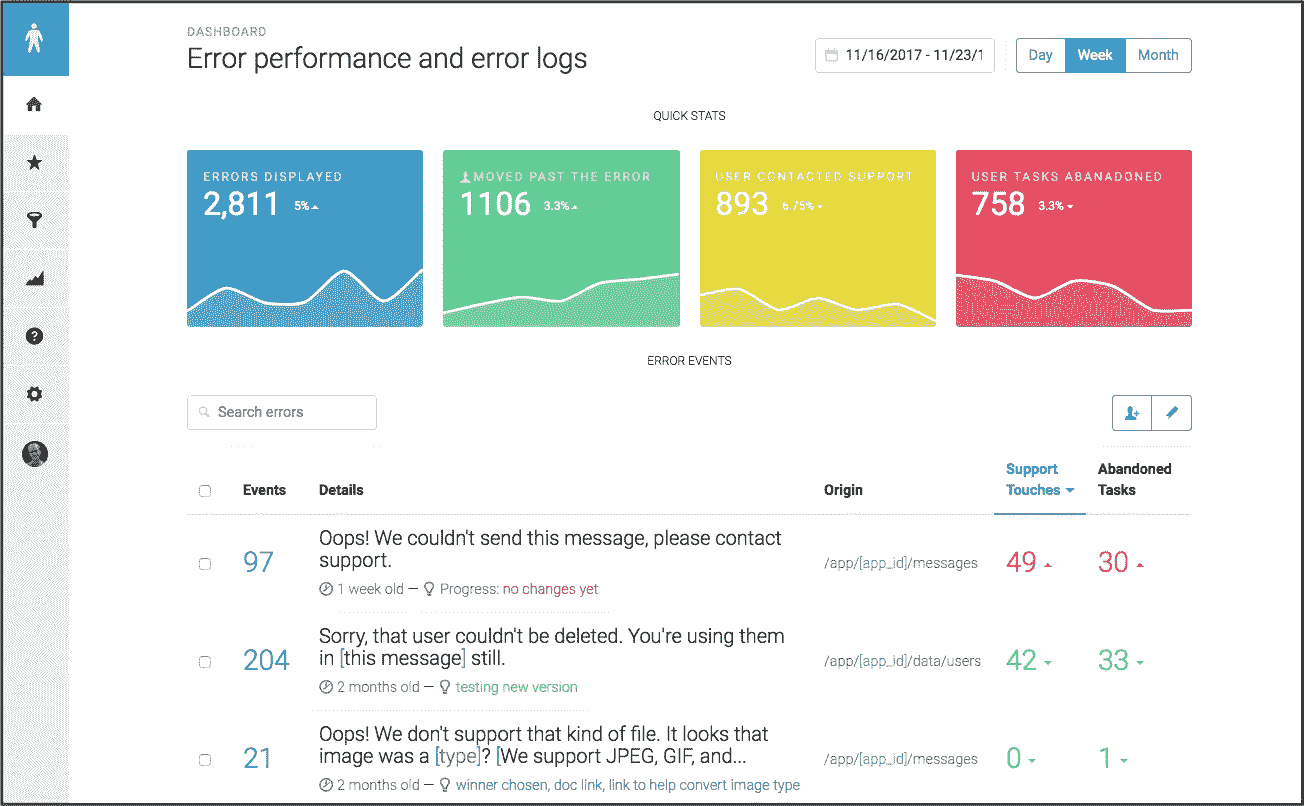 DASHBOARD
Error performance and error logs
11/16/2017 - 11/23/1
Day
Week
Month
QUICK STATS
ERRORS DISPLAYED
2,811 5%
MOVED PAST THE ERROR
1106 3.3%
USER CONTACTED SUPPORT
893 6.75%
USER TASKS ABANADONED
758 3.3%
ERROR EVENTS
Search errors
Events
Details
Origin
Support
Touches
Abandoned
Tasks
97
Oops! We couldn't send this message, please contact
support.
1 week old — Progress: no changes yet
/app/[app_id]/messages
49
30
204
Sorry, that user couldn't be deleted. You're using them
in [this message] still.
2 months old — testing new version
/app/[app_id]/data/users
42
33
21
Oops! We don't support that kind of file. It looks that
image was a [type]? [We support JPEG, GIF, and...
2 months old — winner chosen, doc link, link to help convert image type
/app/[app_id]/messages
0
1